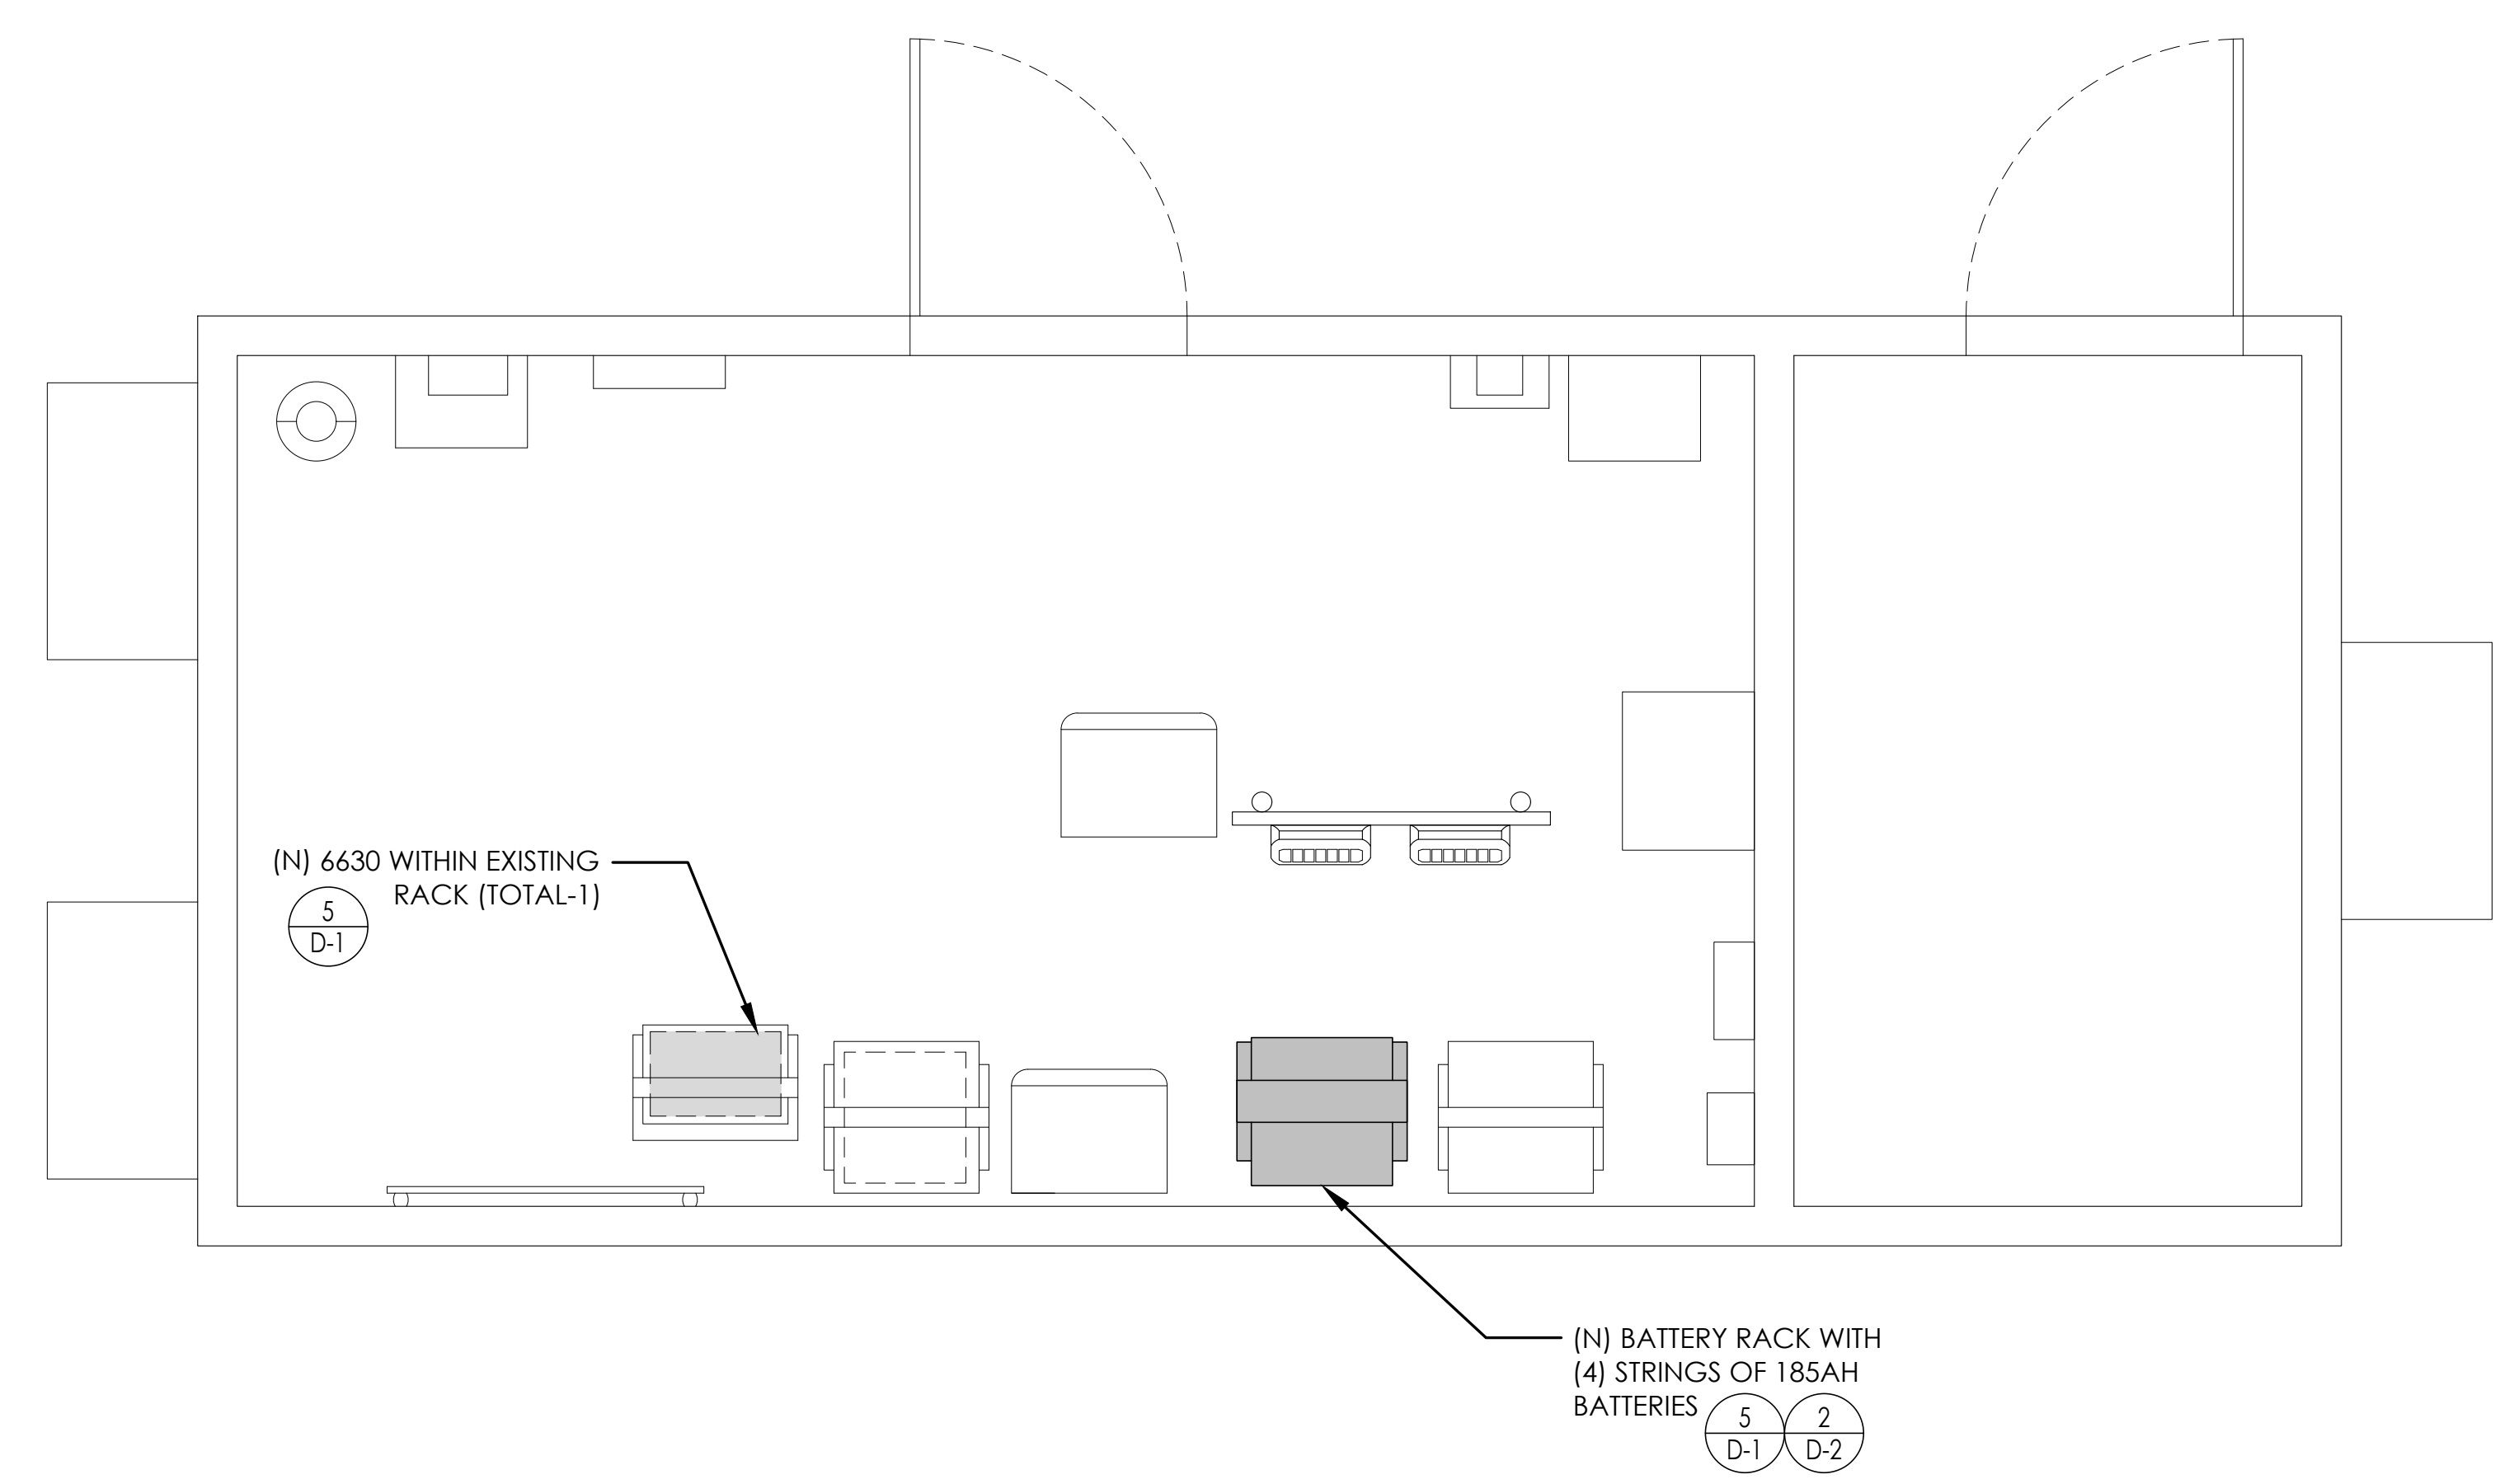 (N) 6630 WITHIN EXISTING
RACK (TOTAL-1)
5
D-1
(N) BATTERY RACK WITH
(4) STRINGS OF 185AH
BATTERIES
5
D-1
2
D-2